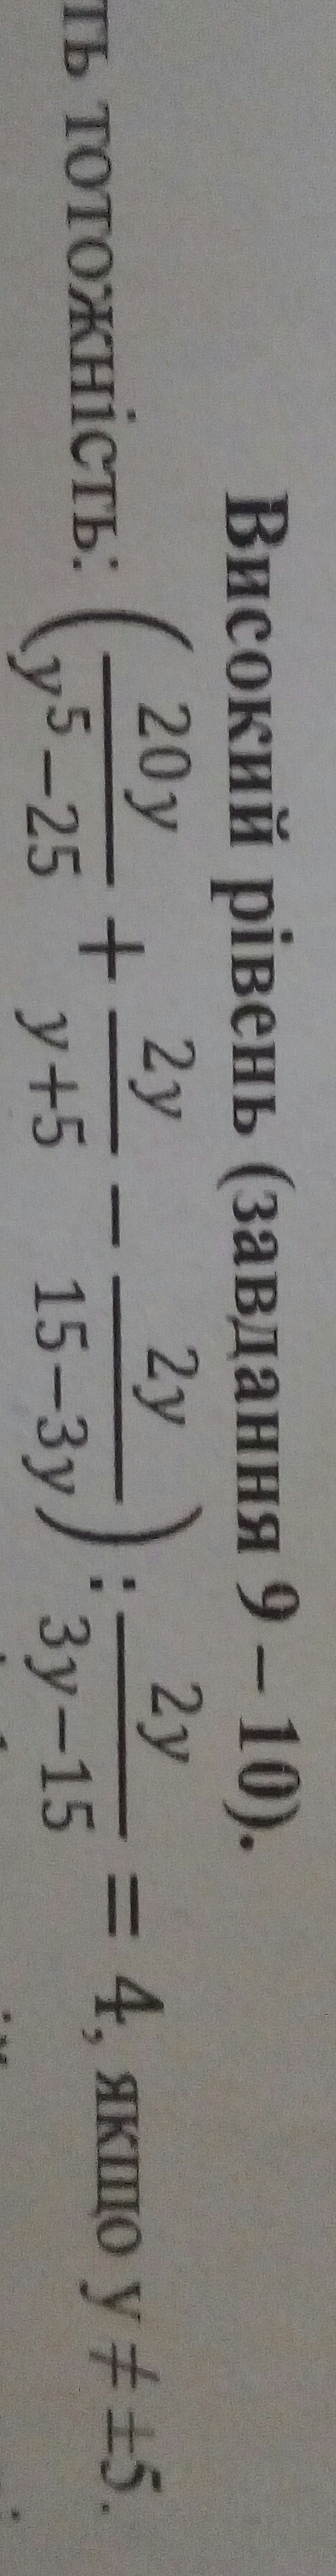 Високий рівень (завдання 9 – 10).
ть тотожність: (20y/(y⁵−25) + 2y/(y+5) − 2y/(15−3y)) : 2y/(3y−15) = 4, якщо y ≠ ±5.